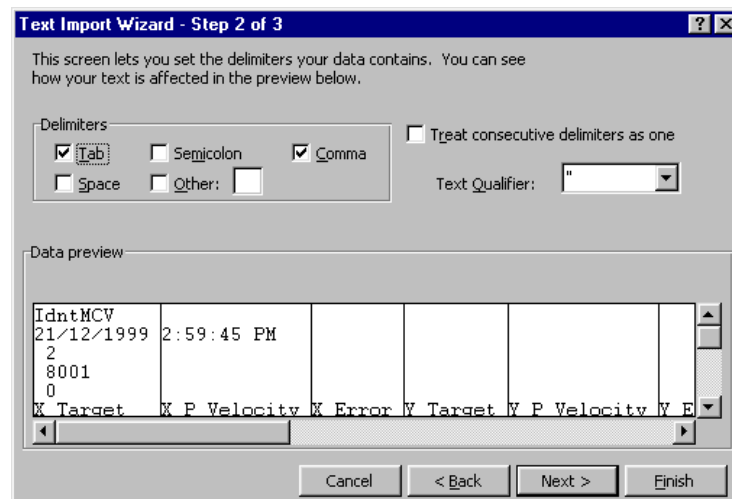 Text Import Wizard - Step 2 of 3
This screen lets you set the delimiters your data contains. You can see
how your text is affected in the preview below.
Delimiters
Tab Semicolon Comma
Space Other:
Treat consecutive delimiters as one
Text Qualifier: "
Data preview
IdntMCV
21/12/1999 2:59:45 PM
2
8001
0
X Target X P Velocity X Error Y Target Y P Velocity Y E
Cancel < Back Next > Finish